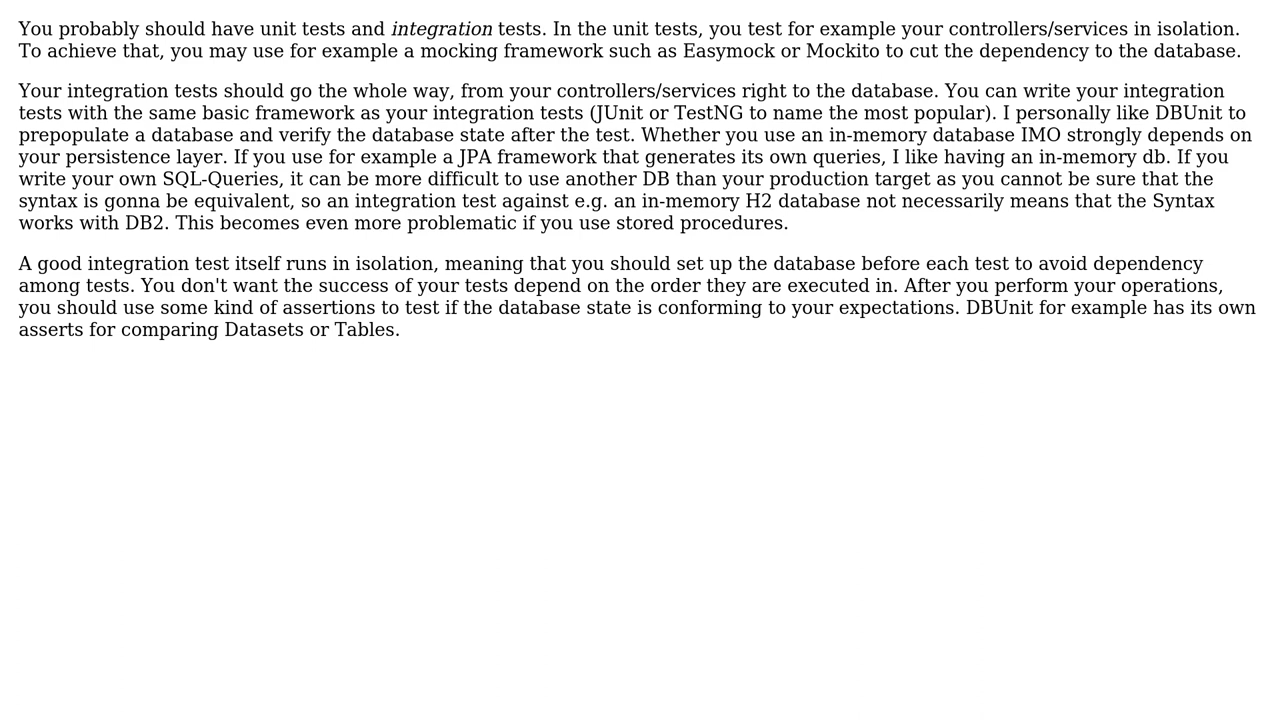 You probably should have unit tests and integration tests. In the unit tests, you test for example your controllers/services in isolation.
To achieve that, you may use for example a mocking framework such as Easymock or Mockito to cut the dependency to the database.
Your integration tests should go the whole way, from your controllers/services right to the database. You can write your integration
tests with the same basic framework as your integration tests (JUnit or TestNG to name the most popular). I personally like DBUnit to
prepopulate a database and verify the database state after the test. Whether you use an in-memory database IMO strongly depends on
your persistence layer. If you use for example a JPA framework that generates its own queries, I like having an in-memory db. If you
write your own SQL-Queries, it can be more difficult to use another DB than your production target as you cannot be sure that the
syntax is gonna be equivalent, so an integration test against e.g. an in-memory H2 database not necessarily means that the Syntax
works with DB2. This becomes even more problematic if you use stored procedures.
A good integration test itself runs in isolation, meaning that you should set up the database before each test to avoid dependency
among tests. You don't want the success of your tests depend on the order they are executed in. After you perform your operations,
you should use some kind of assertions to test if the database state is conforming to your expectations. DBUnit for example has its own
asserts for comparing Datasets or Tables.